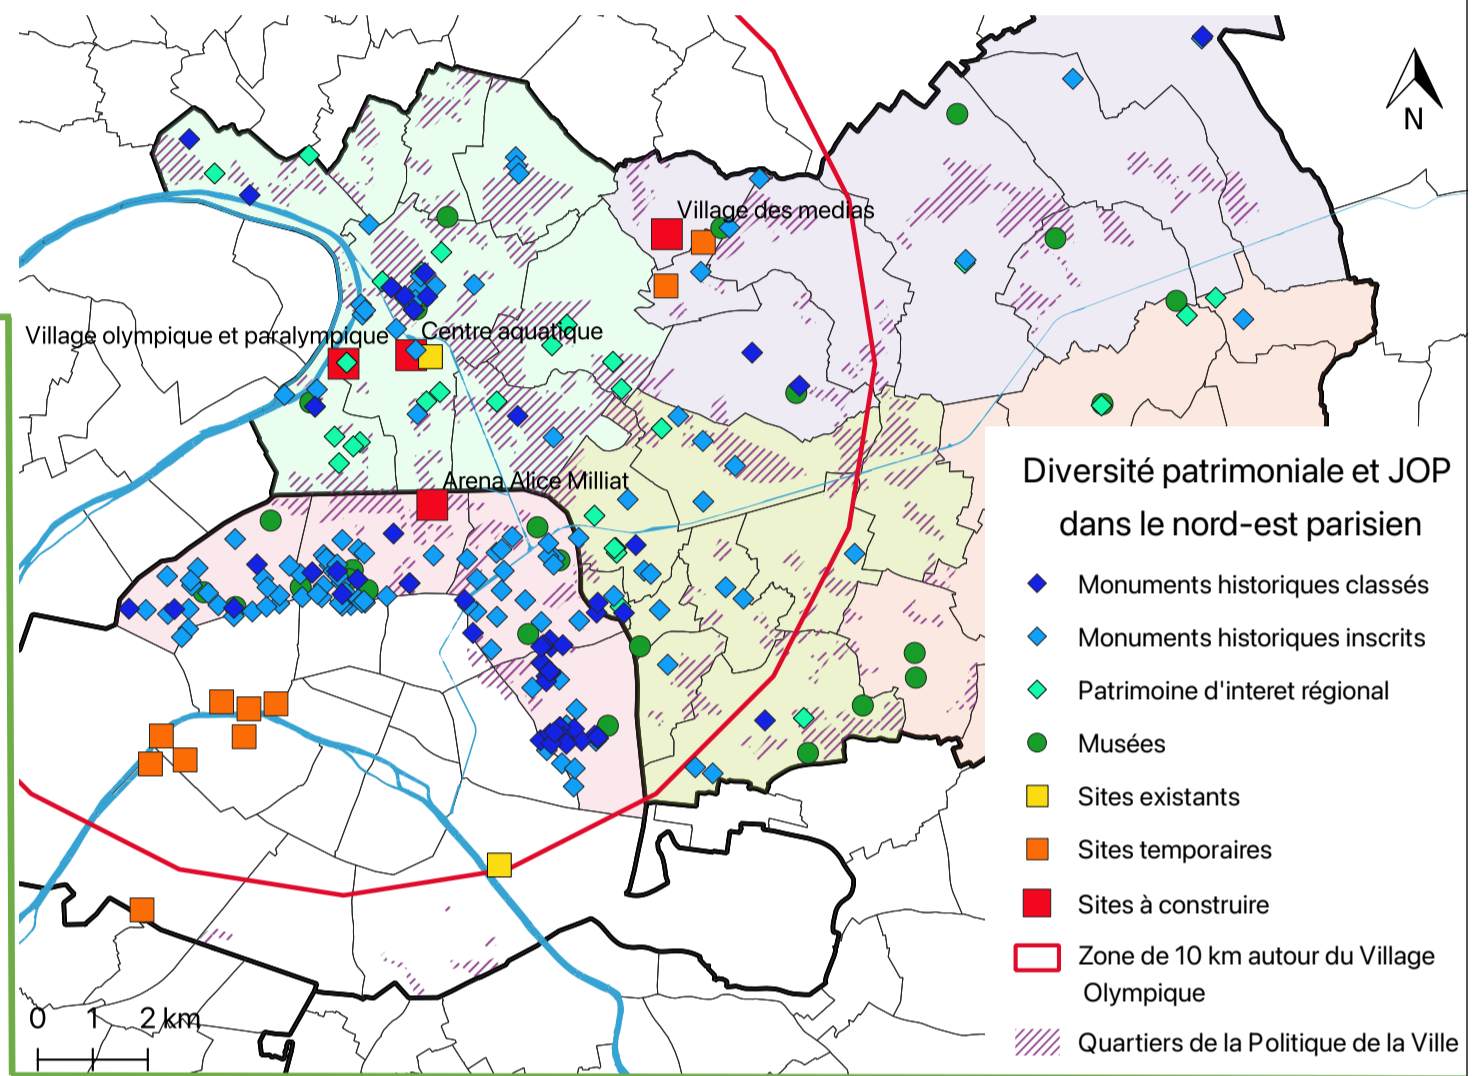 N
Village des medias
Village olympique et paralympique
Centre aquatique
Arena Alice Milliat
Diversité patrimoniale et JOP
dans le nord-est parisien
Monuments historiques classés
Monuments historiques inscrits
Patrimoine d'interet régional
Musées
Sites existants
Sites temporaires
Sites à construire
Zone de 10 km autour du Village
Olympique
Quartiers de la Politique de la Ville
0 1 2 km